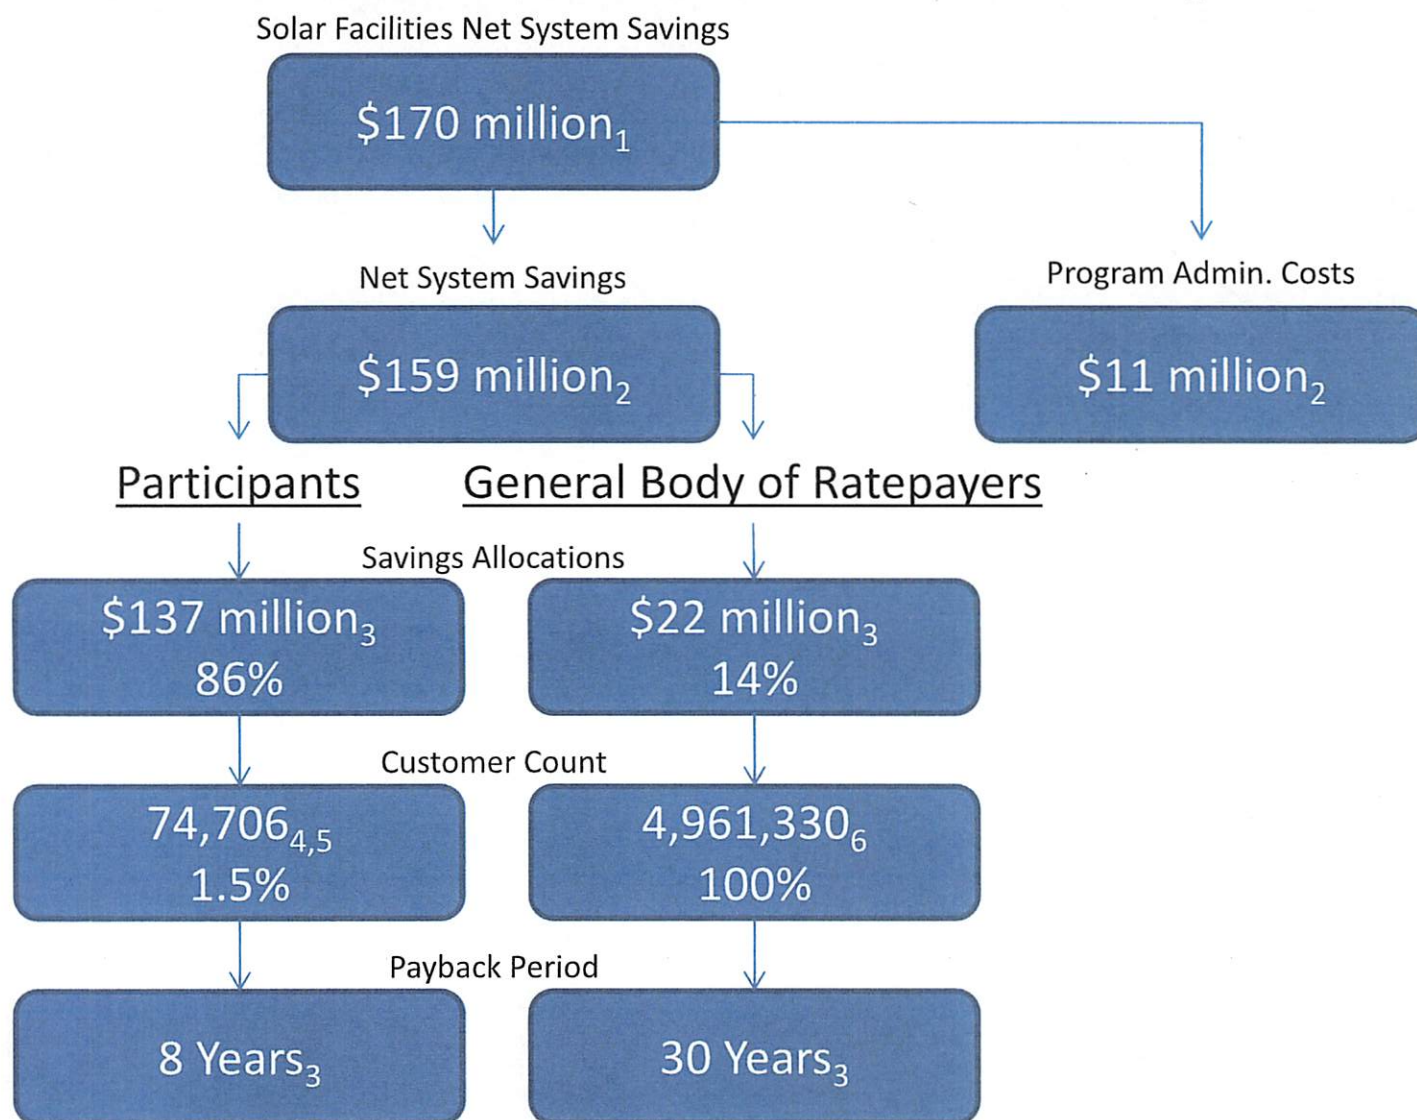 Solar Facilities Net System Savings
$170 million₁
Net System Savings
Program Admin. Costs
$159 million₂
$11 million₂
Participants
General Body of Ratepayers
Savings Allocations
$137 million₃
86%
$22 million₃
14%
Customer Count
74,706₄,₅
1.5%
4,961,330₆
100%
Payback Period
8 Years₃
30 Years₃